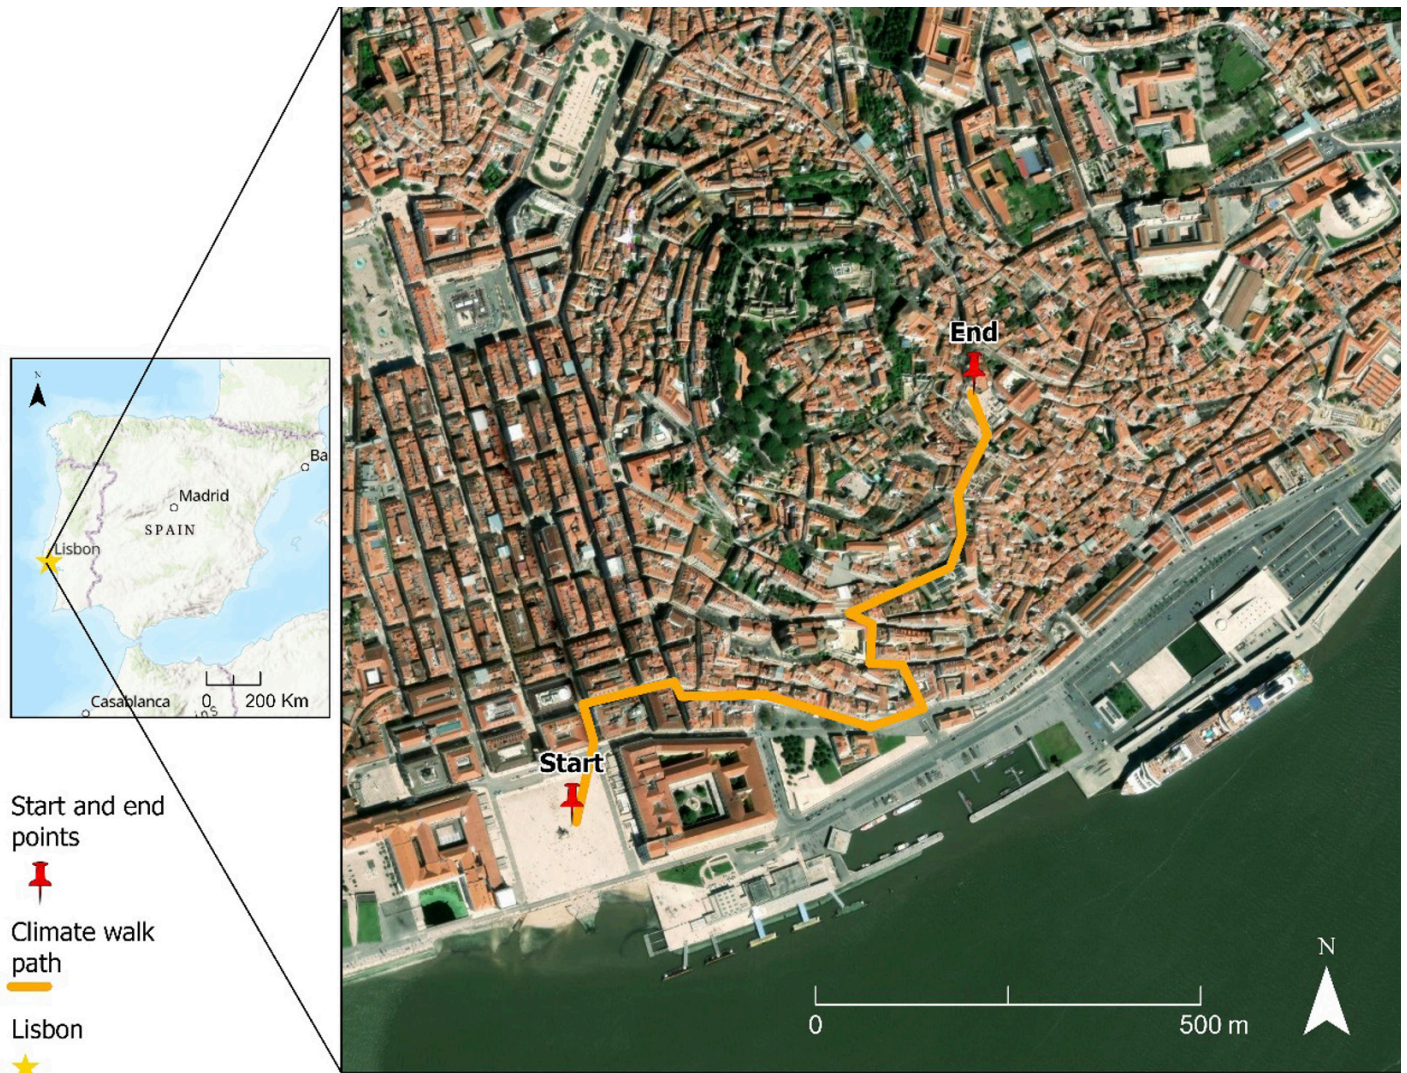 End
Start
N
Ba
Madrid
SPAIN
Lisbon
Casablanca
0 200 Km
Start and end
points
Climate walk
path
Lisbon
N
0 500 m